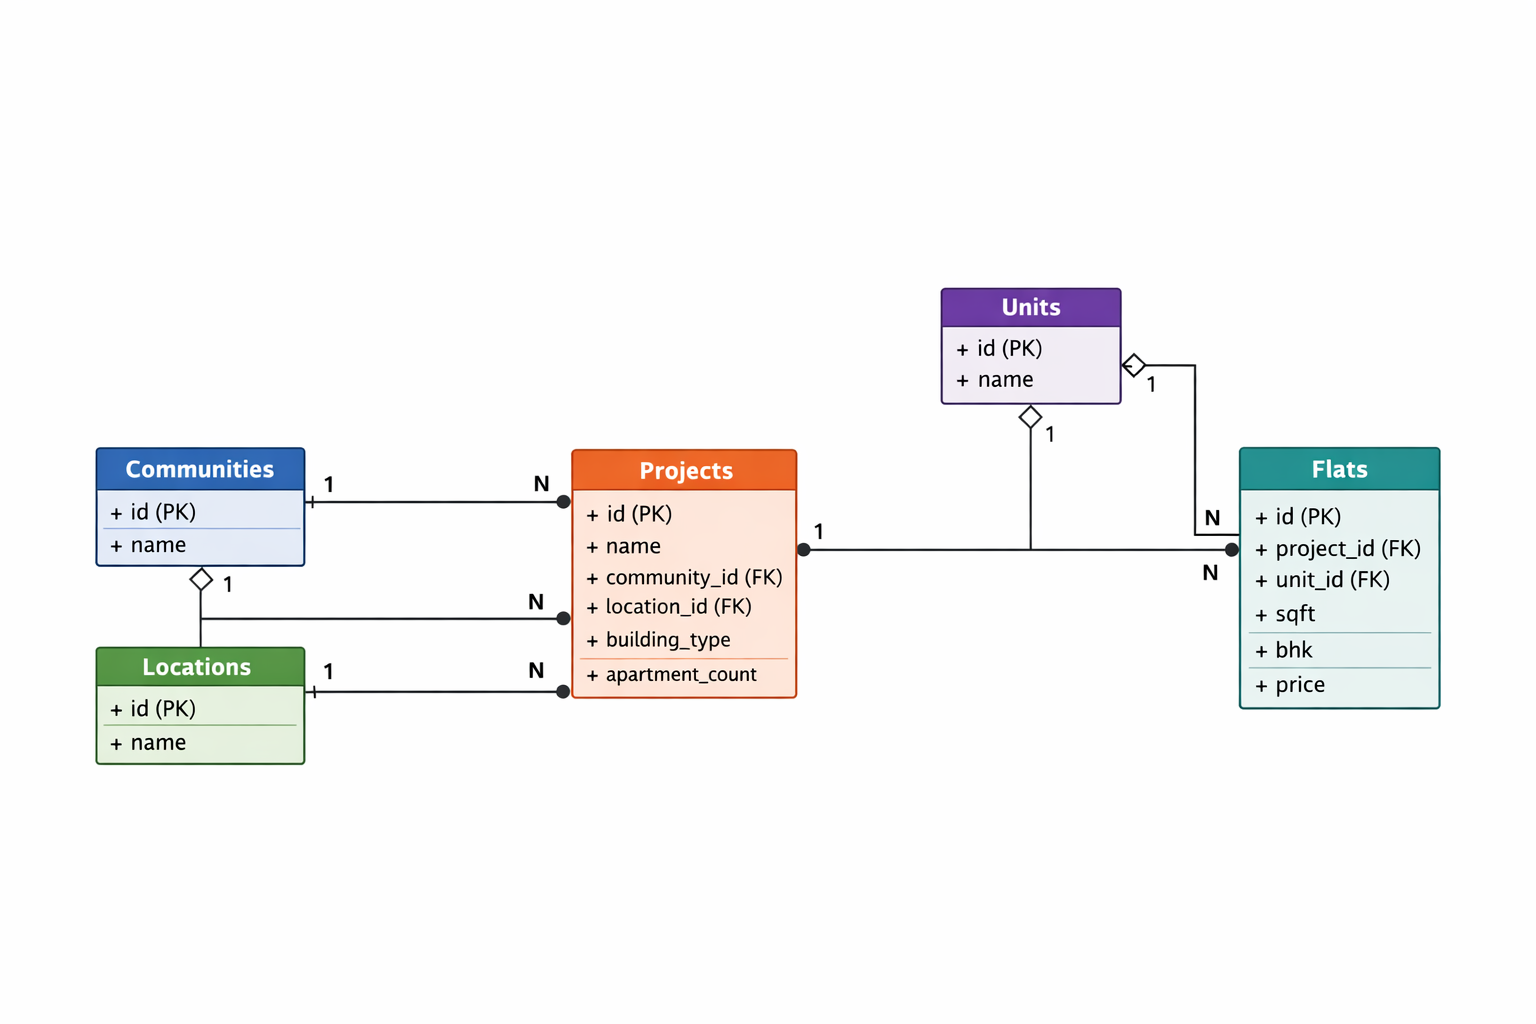 Units
+ id (PK)
+ name
1
1
Communities
+ id (PK)
+ name
1
1
N
N
Locations
+ id (PK)
+ name
1
N
Projects
+ id (PK)
+ name
+ community_id (FK)
+ location_id (FK)
+ building_type
+ apartment_count
1
N
N
Flats
+ id (PK)
+ project_id (FK)
+ unit_id (FK)
+ sqft
+ bhk
+ price